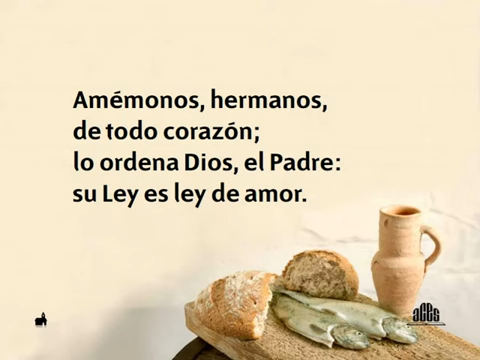 Amémonos, hermanos,
de todo corazón;
lo ordena Dios, el Padre:
su Ley es ley de amor.
aces